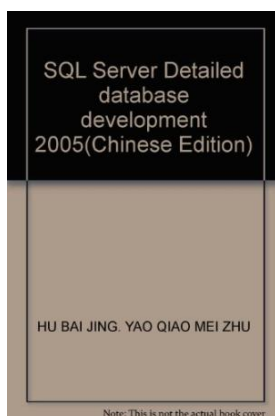 SQL Server Detailed
database
development
2005(Chinese Edition)
HU BAI JING. YAO QIAO MEI ZHU
Note: This is not the actual book cover